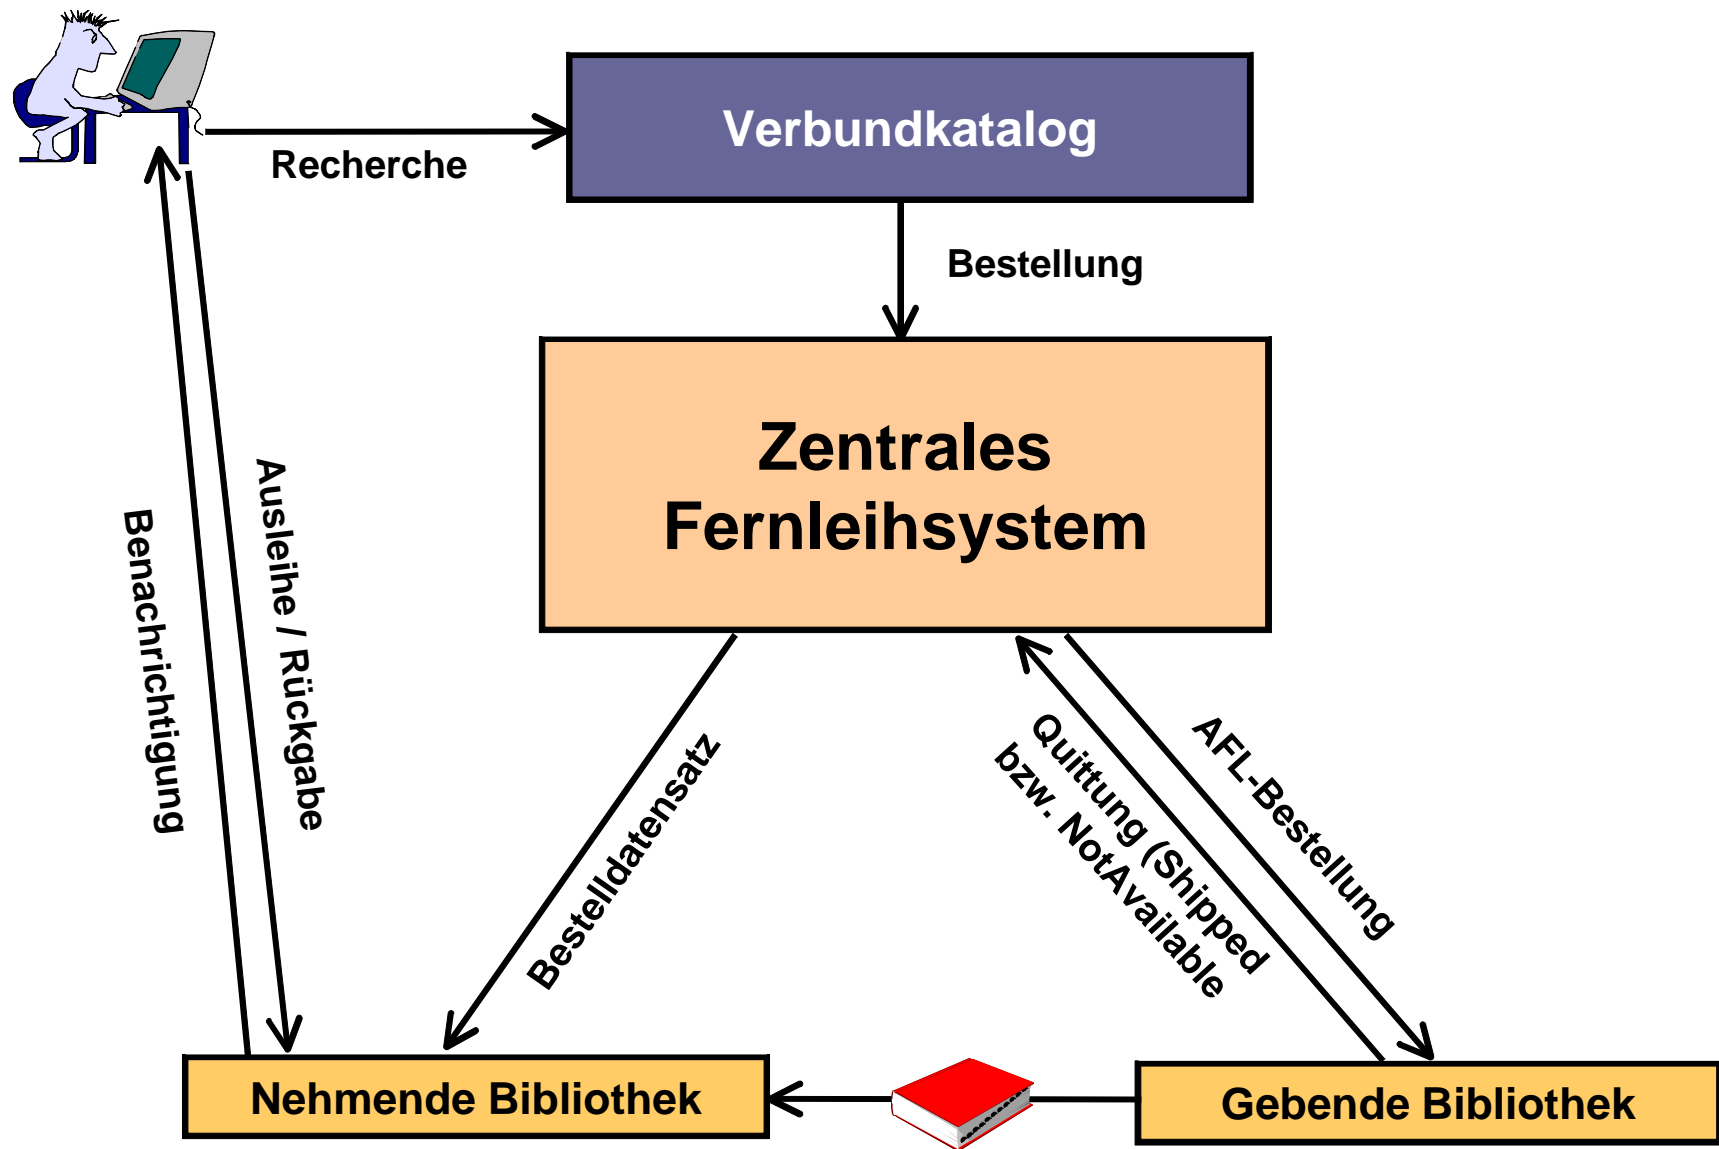 Verbundkatalog
Recherche
Bestellung
Zentrales
Fernleihsystem
Benachrichtigung
Ausleihe / Rückgabe
Bestelldatensatz
Quittung (Shipped
bzw. NotAvailable
AFL-Bestellung
Nehmende Bibliothek
Gebende Bibliothek